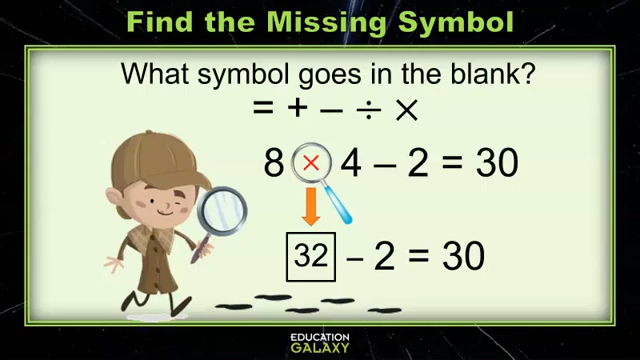 Find the Missing Symbol
What symbol goes in the blank?
= + – ÷ ×
8 × 4 – 2 = 30
32 – 2 = 30
EDUCATION
GALAXY